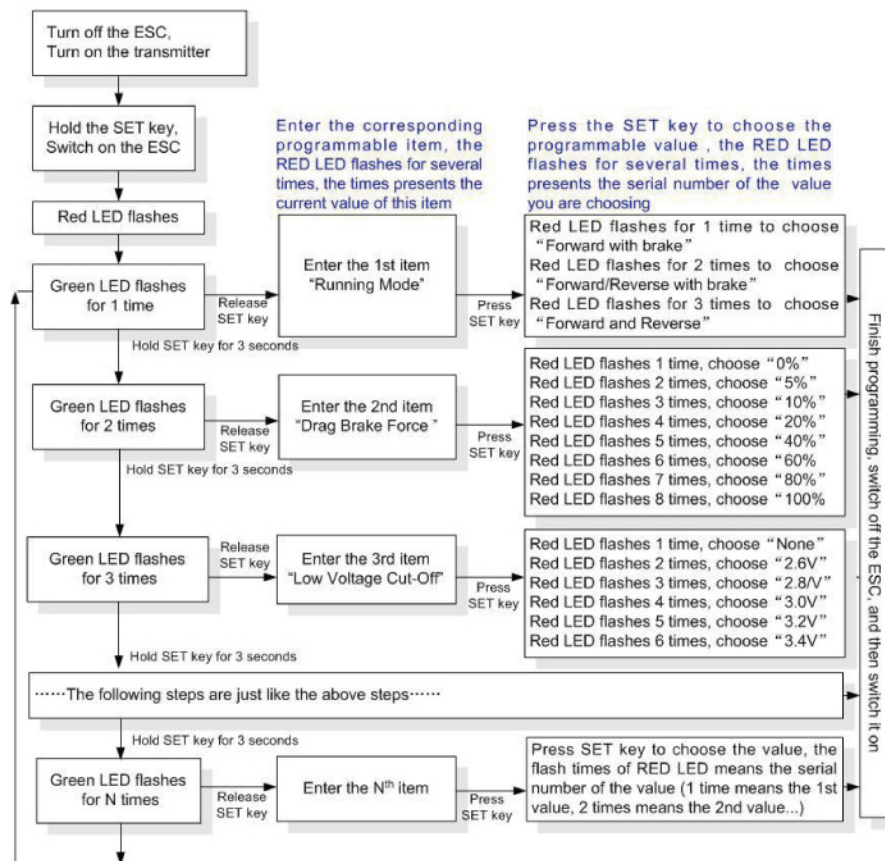 Turn off the ESC,
Turn on the transmitter
Hold the SET key,
Switch on the ESC
Enter the corresponding
programmable item, the
RED LED flashes for several
times, the times presents the
current value of this item
Press the SET key to choose the
programmable value , the RED LED
flashes for several times, the times
presents the serial number of the value
you are choosing
Red LED flashes
Green LED flashes
for 1 time
Release
SET key
Enter the 1st item
“Running Mode”
Press
SET key
Red LED flashes for 1 time to choose
“Forward with brake”
Red LED flashes for 2 times to choose
“Forward/Reverse with brake”
Red LED flashes for 3 times to choose
“Forward and Reverse”
Hold SET key for 3 seconds
Green LED flashes
for 2 times
Release
SET key
Enter the 2nd item
“Drag Brake Force ”
Press
SET key
Red LED flashes 1 time, choose “0%”
Red LED flashes 2 times, choose “5%”
Red LED flashes 3 times, choose “10%”
Red LED flashes 4 times, choose “20%”
Red LED flashes 5 times, choose “40%”
Red LED flashes 6 times, choose “60%
Red LED flashes 7 times, choose “80%”
Red LED flashes 8 times, choose “100%
Hold SET key for 3 seconds
Green LED flashes
for 3 times
Release
SET key
Enter the 3rd item
“Low Voltage Cut-Off”
Press
SET key
Red LED flashes 1 time, choose “None”
Red LED flashes 2 times, choose “2.6V”
Red LED flashes 3 times, choose “2.8/V”
Red LED flashes 4 times, choose “3.0V”
Red LED flashes 5 times, choose “3.2V”
Red LED flashes 6 times, choose “3.4V”
Hold SET key for 3 seconds
······The following steps are just like the above steps······
Hold SET key for 3 seconds
Green LED flashes
for N times
Release
SET key
Enter the Nth item
Press
SET key
Press SET key to choose the value, the
flash times of RED LED means the serial
number of the value (1 time means the 1st
value, 2 times means the 2nd value...)
Finish programming, switch off the ESC, and then switch it on